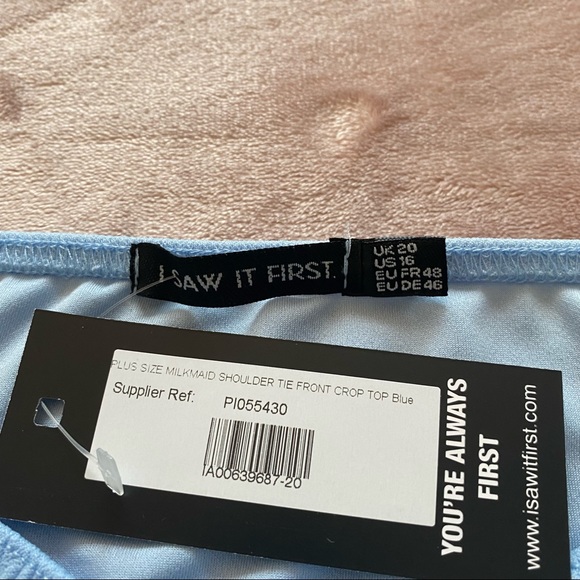 I SAW IT FIRST.
UK 20
US 16
EU FR 48
EU DE 46
PLUS SIZE MILKMAID SHOULDER TIE FRONT CROP TOP Blue
Supplier Ref: PI055430
IA00639687-20
YOU'RE ALWAYS
FIRST
www.isawitfirst.com